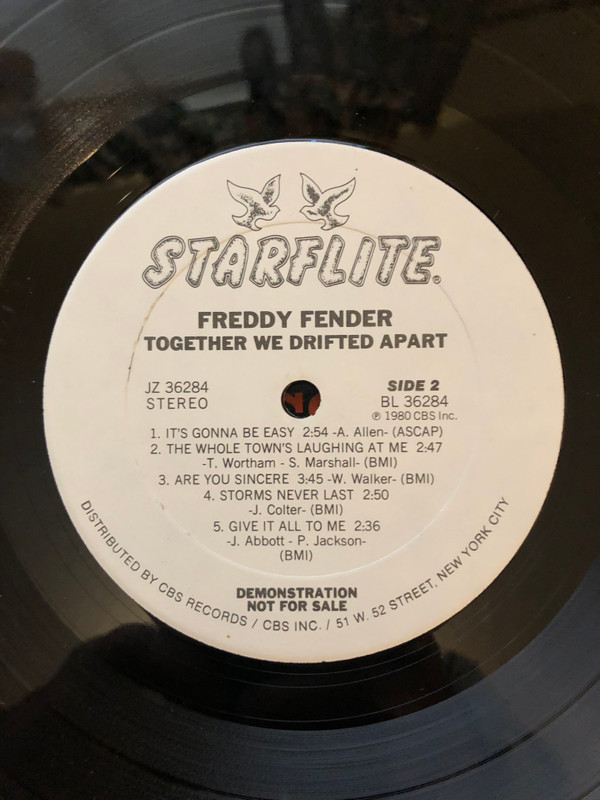 STARFLITE.
FREDDY FENDER
TOGETHER WE DRIFTED APART
JZ 36284
STEREO
SIDE 2
BL 36284
℗ 1980 CBS Inc.
1. IT'S GONNA BE EASY 2:54 -A. Allen- (ASCAP)
2. THE WHOLE TOWN'S LAUGHING AT ME 2:47
-T. Wortham - S. Marshall- (BMI)
3. ARE YOU SINCERE 3:45 -W. Walker- (BMI)
4. STORMS NEVER LAST 2:50
-J. Colter- (BMI)
5. GIVE IT ALL TO ME 2:36
-J. Abbott - P. Jackson-
(BMI)
DEMONSTRATION
NOT FOR SALE
DISTRIBUTED BY CBS RECORDS / CBS INC. / 51 W. 52 STREET, NEW YORK CITY